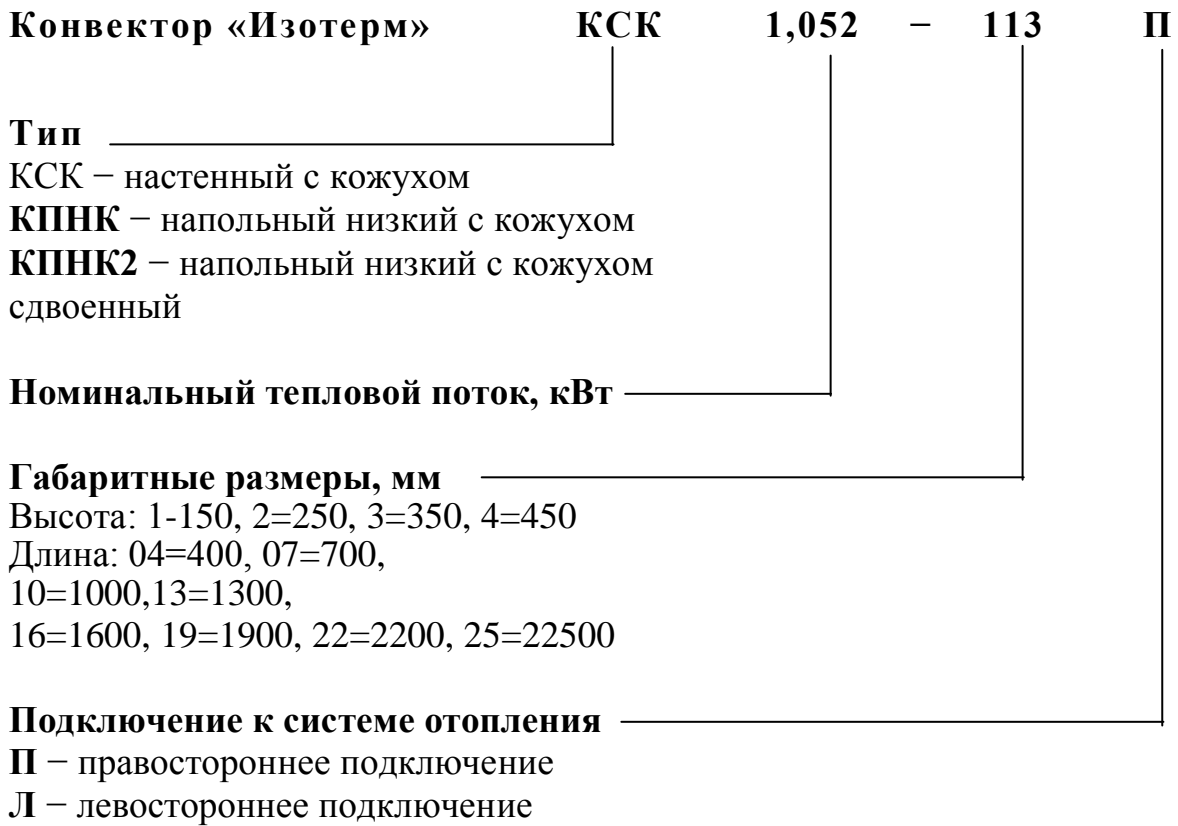 Конвектор «Изотерм» КСК 1,052 − 113 П
Тип
КСК − настенный с кожухом
КПНК − напольный низкий с кожухом
КПНК2 − напольный низкий с кожухом
сдвоенный
Номинальный тепловой поток, кВт
Габаритные размеры, мм
Высота: 1-150, 2=250, 3=350, 4=450
Длина: 04=400, 07=700,
10=1000,13=1300,
16=1600, 19=1900, 22=2200, 25=22500
Подключение к системе отопления
П − правостороннее подключение
Л − левостороннее подключение